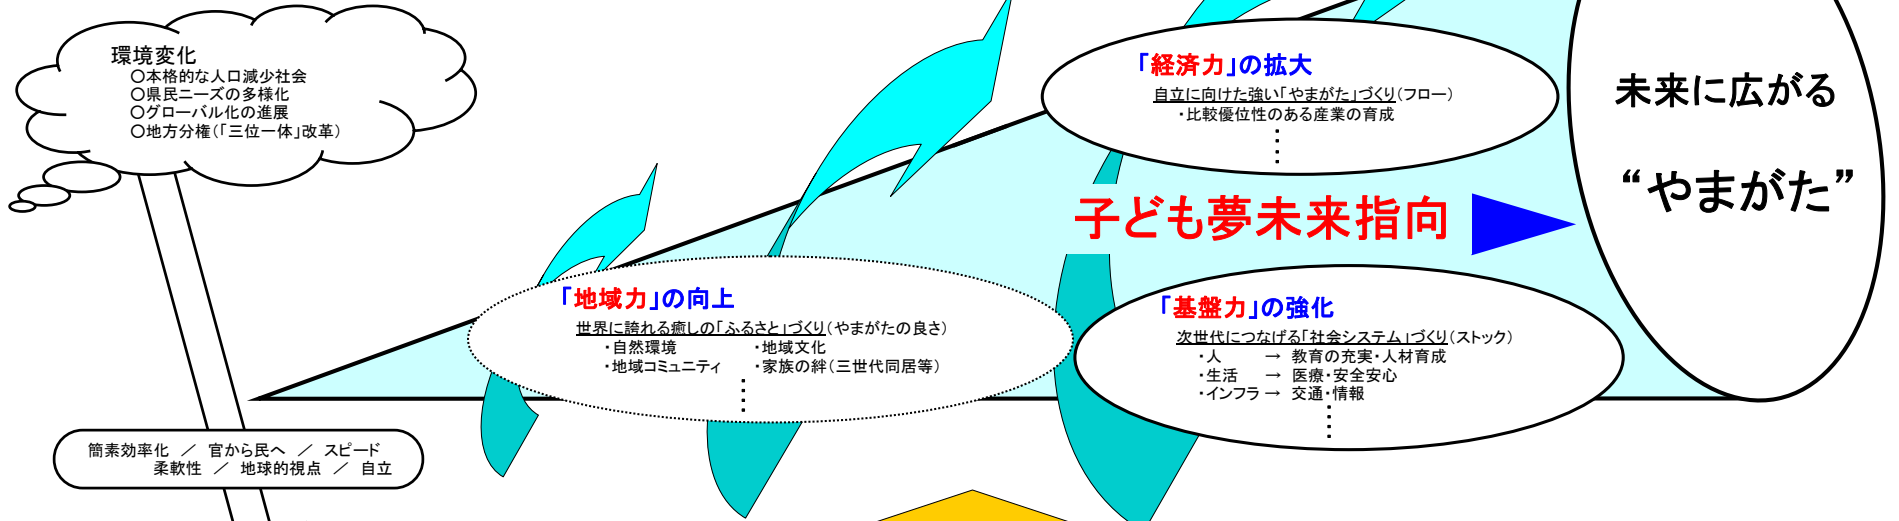 環境変化
○本格的な人口減少社会
○県民ニーズの多様化
○グローバル化の進展
○地方分権(「三位一体」改革)
簡素効率化 ／ 官から民へ ／ スピード
柔軟性 ／ 地球的視点 ／ 自立
「経済力」の拡大
自立に向けた強い「やまがた」づくり(フロー)
・比較優位性のある産業の育成
子ども夢未来指向
「地域力」の向上
世界に誇れる癒しの「ふるさと」づくり(やまがたの良さ)
・自然環境 ・地域文化
・地域コミュニティ ・家族の絆(三世代同居等)
「基盤力」の強化
次世代につなげる「社会システム」づくり(ストック)
・人 → 教育の充実・人材育成
・生活 → 医療・安全安心
・インフラ → 交通・情報
未来に広がる
“やまがた”